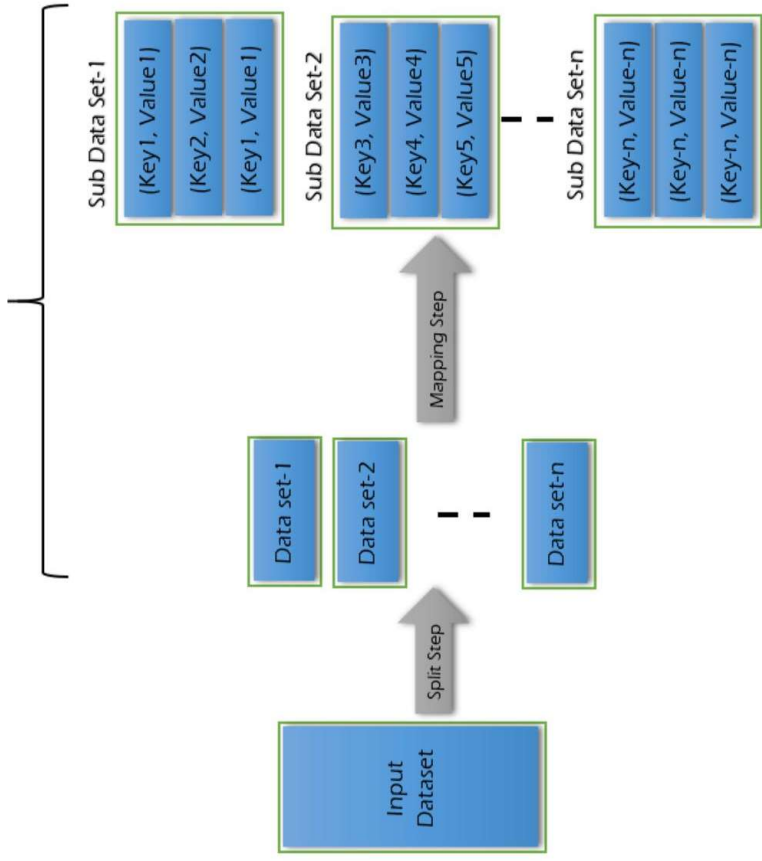 Input
Dataset
Split Step
Data set-1
Data set-2
Data set-n
Mapping Step
Sub Data Set-1
(Key1, Value1)
(Key2, Value2)
(Key1, Value1)
Sub Data Set-2
(Key3, Value3)
(Key4, Value4)
(Key5, Value5)
Sub Data Set-n
(Key-n, Value-n)
(Key-n, Value-n)
(Key-n, Value-n)